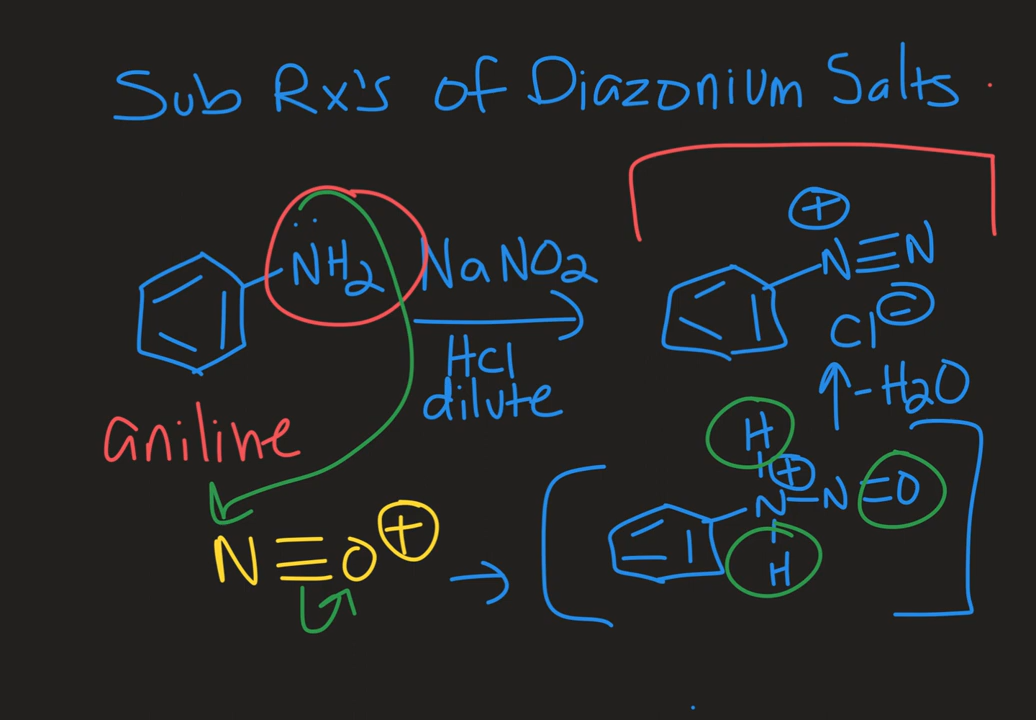 Sub Rx's of Diazonium Salts
NH2 NaNO2
HCl
dilute
aniline
⊕
N≡N
Cl ⊖
-H2O
H
H ⊕
N-N=O
H
N≡O ⊕